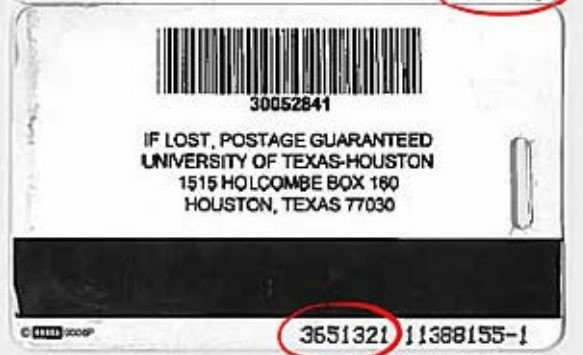 30052841
IF LOST, POSTAGE GUARANTEED
UNIVERSITY OF TEXAS-HOUSTON
1515 HOLCOMBE BOX 160
HOUSTON, TEXAS 77030
3651321 11388155-1